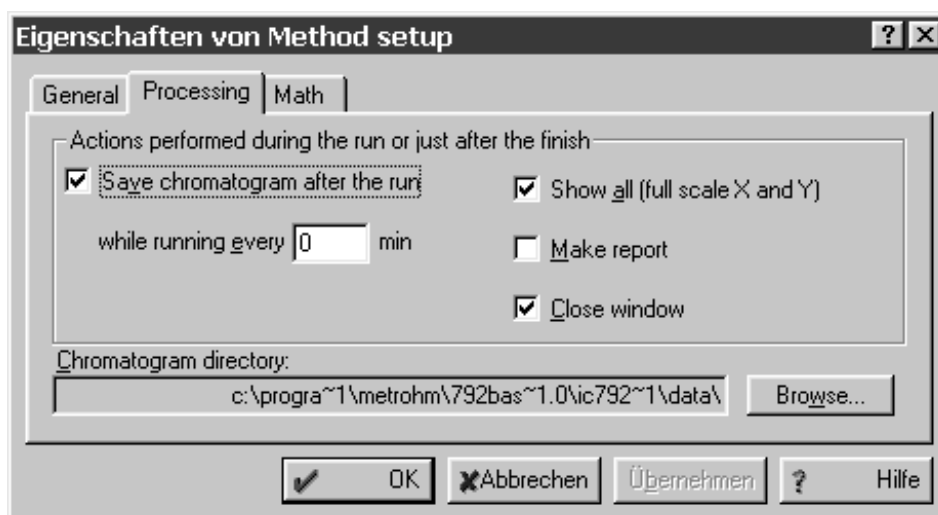 Eigenschaften von Method setup
General Processing Math
Actions performed during the run or just after the finish
Save chromatogram after the run
Show all (full scale X and Y)
while running every 0 min
Make report
Close window
Chromatogram directory:
c:\progra~1\metrohm\792bas~1.0\ic792~1\data\ Browse...
OK Abbrechen Übernehmen ? Hilfe